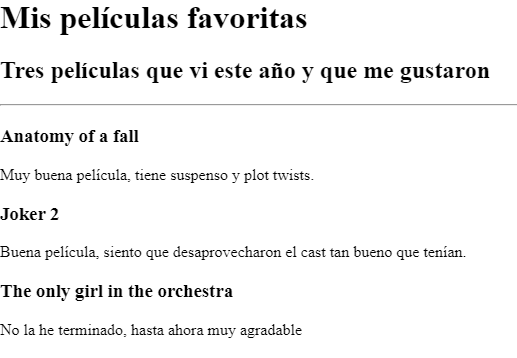 Mis películas favoritas
Tres películas que vi este año y que me gustaron
Anatomy of a fall
Muy buena película, tiene suspenso y plot twists.
Joker 2
Buena película, siento que desaprovecharon el cast tan bueno que tenían.
The only girl in the orchestra
No la he terminado, hasta ahora muy agradable